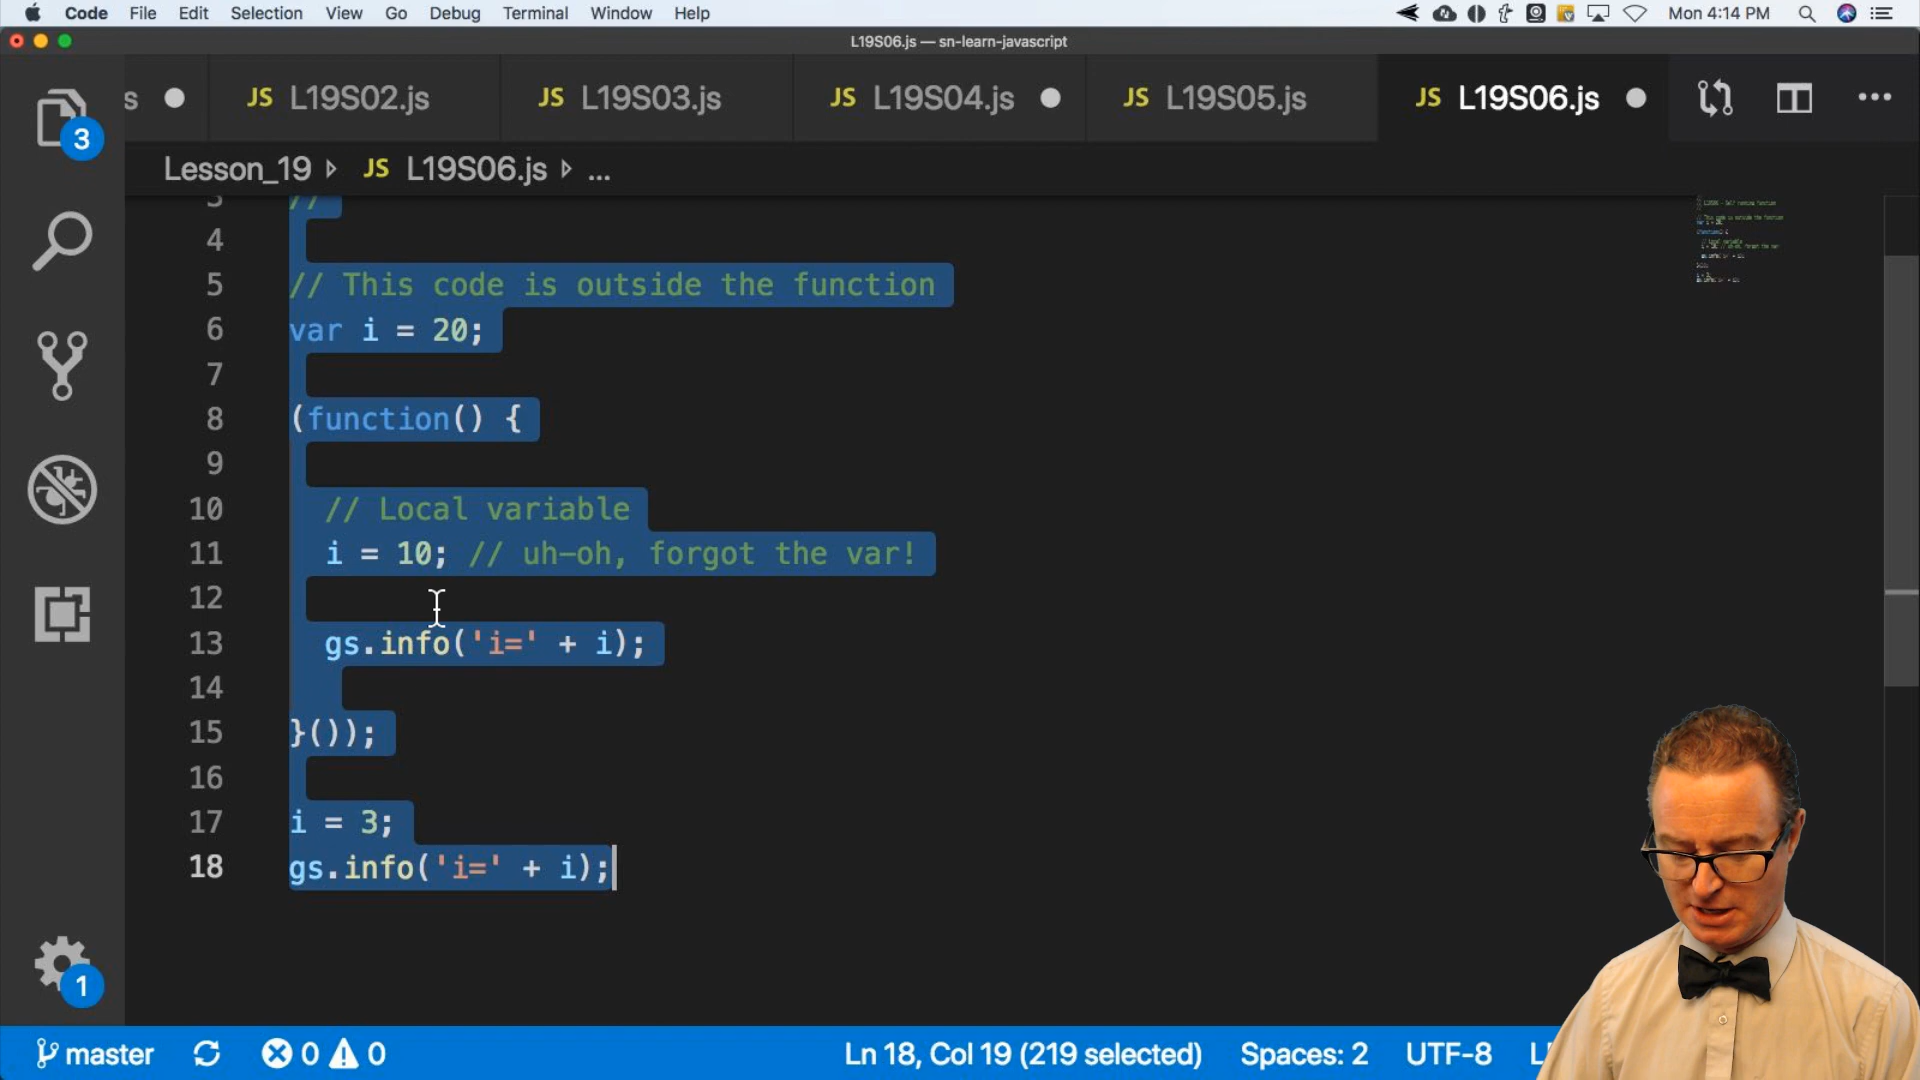 Code File Edit Selection View Go Debug Terminal Window Help Mon 4:14 PM
L19S06.js — sn-learn-javascript
s JS L19S02.js JS L19S03.js JS L19S04.js JS L19S05.js JS L19S06.js
3
Lesson_19 JS L19S06.js ...
3 //
4
5 // This code is outside the function
6 var i = 20;
7
8 (function() {
9
10 // Local variable
11 i = 10; // uh-oh, forgot the var!
12
13 gs.info('i=' + i);
14
15 }());
16
17 i = 3;
18 gs.info('i=' + i);
1
master 0 0 Ln 18, Col 19 (219 selected) Spaces: 2 UTF-8